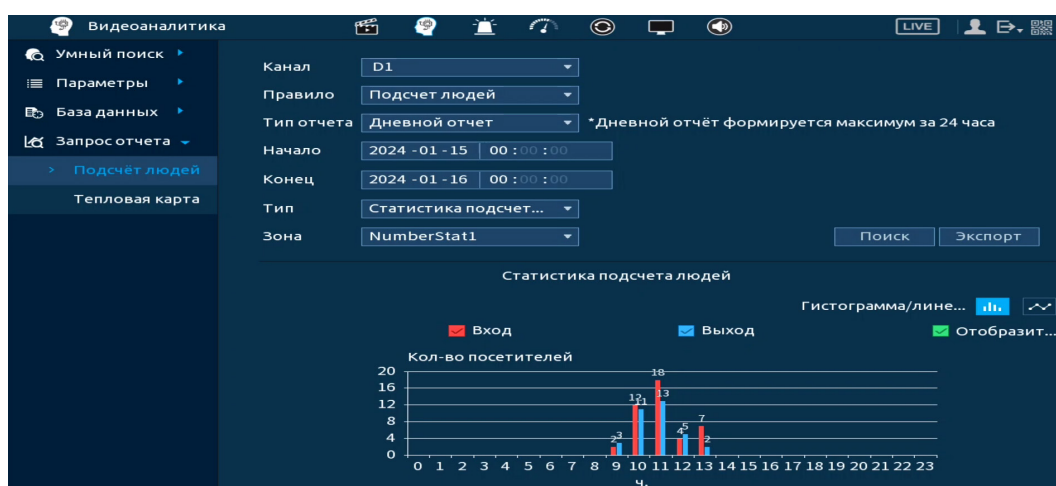 Видеоаналитика LIVE
Умный поиск
Параметры
База данных
Запрос отчета
Подсчёт людей
Тепловая карта
Канал D1
Правило Подсчет людей
Тип отчета Дневной отчет *Дневной отчёт формируется максимум за 24 часа
Начало 2024 -01 -15 00 :00 :00
Конец 2024 -01 -16 00 :00 :00
Тип Статистика подсчет...
Зона NumberStat1 Поиск Экспорт
Статистика подсчета людей
Гистограмма/лине...
Вход Выход Отобразит...
Кол-во посетителей
20
16
12
8
4
0
2 3 12 11 18 13 4 5 7 2
0 1 2 3 4 5 6 7 8 9 10 11 12 13 14 15 16 17 18 19 20 21 22 23
ч.